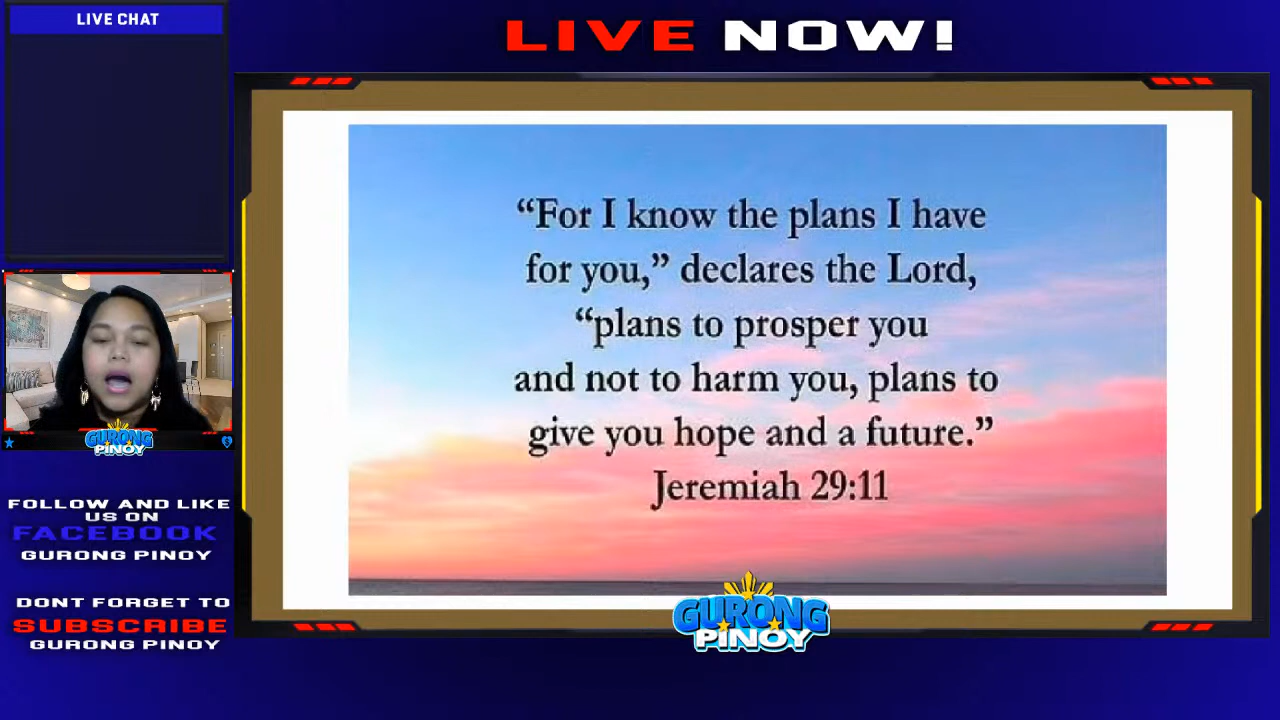 LIVE CHAT
LIVE NOW!
“For I know the plans I have
for you,” declares the Lord,
“plans to prosper you
and not to harm you, plans to
give you hope and a future.”
Jeremiah 29:11
GURONG
PINOY
FOLLOW AND LIKE
US ON
FACEBOOK
GURONG PINOY
DONT FORGET TO
SUBSCRIBE
GURONG PINOY
GURONG
PINOY